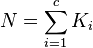 N = \sum_{i=1}^{c} K_i